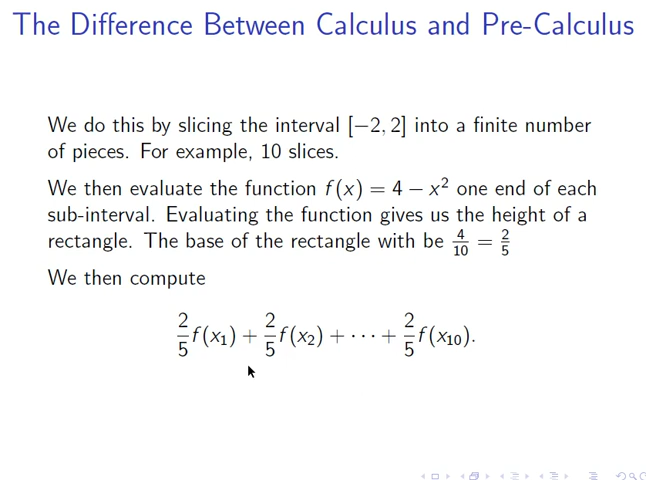 The Difference Between Calculus and Pre-Calculus
We do this by slicing the interval [−2, 2] into a finite number
of pieces. For example, 10 slices.
We then evaluate the function f(x) = 4 − x² one end of each
sub-interval. Evaluating the function gives us the height of a
rectangle. The base of the rectangle with be 4/10 = 2/5
We then compute
2/5 f(x₁) + 2/5 f(x₂) + ⋯ + 2/5 f(x₁₀).